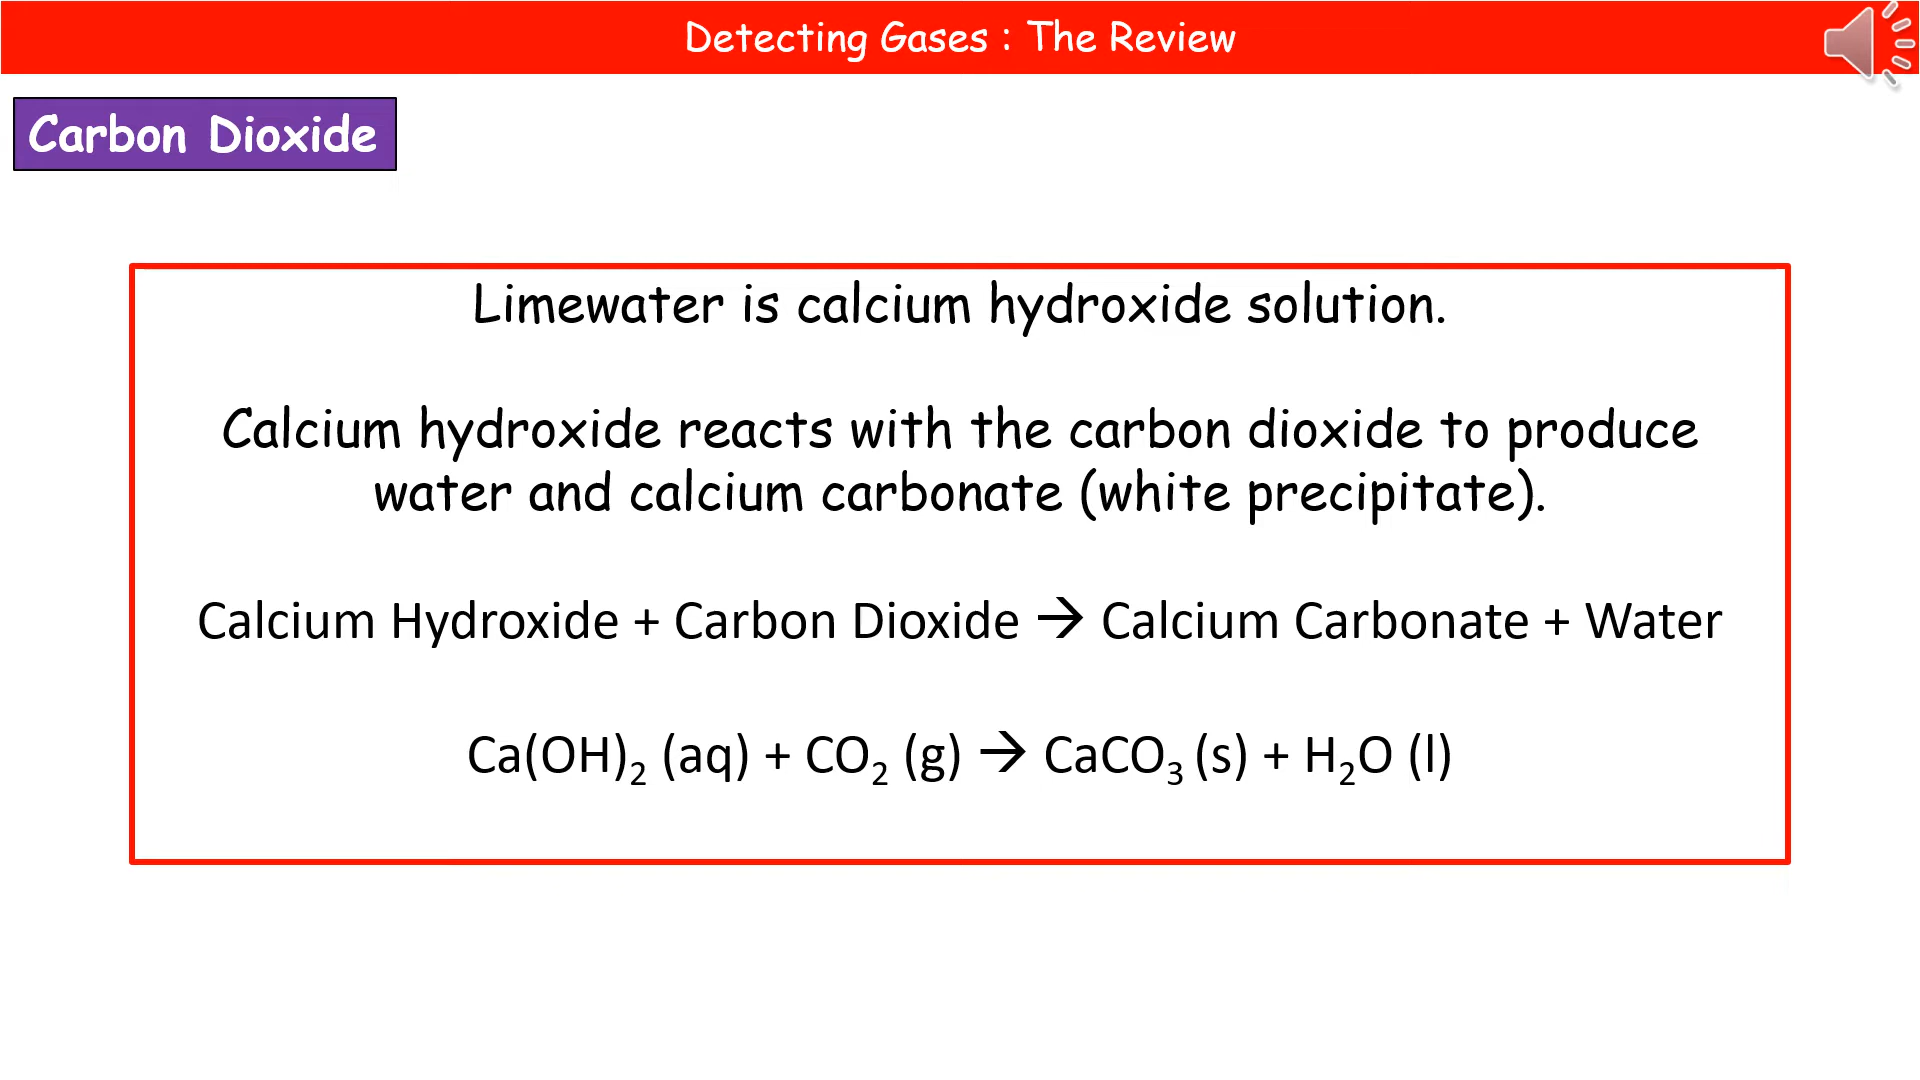 Detecting Gases : The Review
Carbon Dioxide
Limewater is calcium hydroxide solution.
Calcium hydroxide reacts with the carbon dioxide to produce
water and calcium carbonate (white precipitate).
Calcium Hydroxide + Carbon Dioxide → Calcium Carbonate + Water
Ca(OH)₂ (aq) + CO₂ (g) → CaCO₃ (s) + H₂O (l)